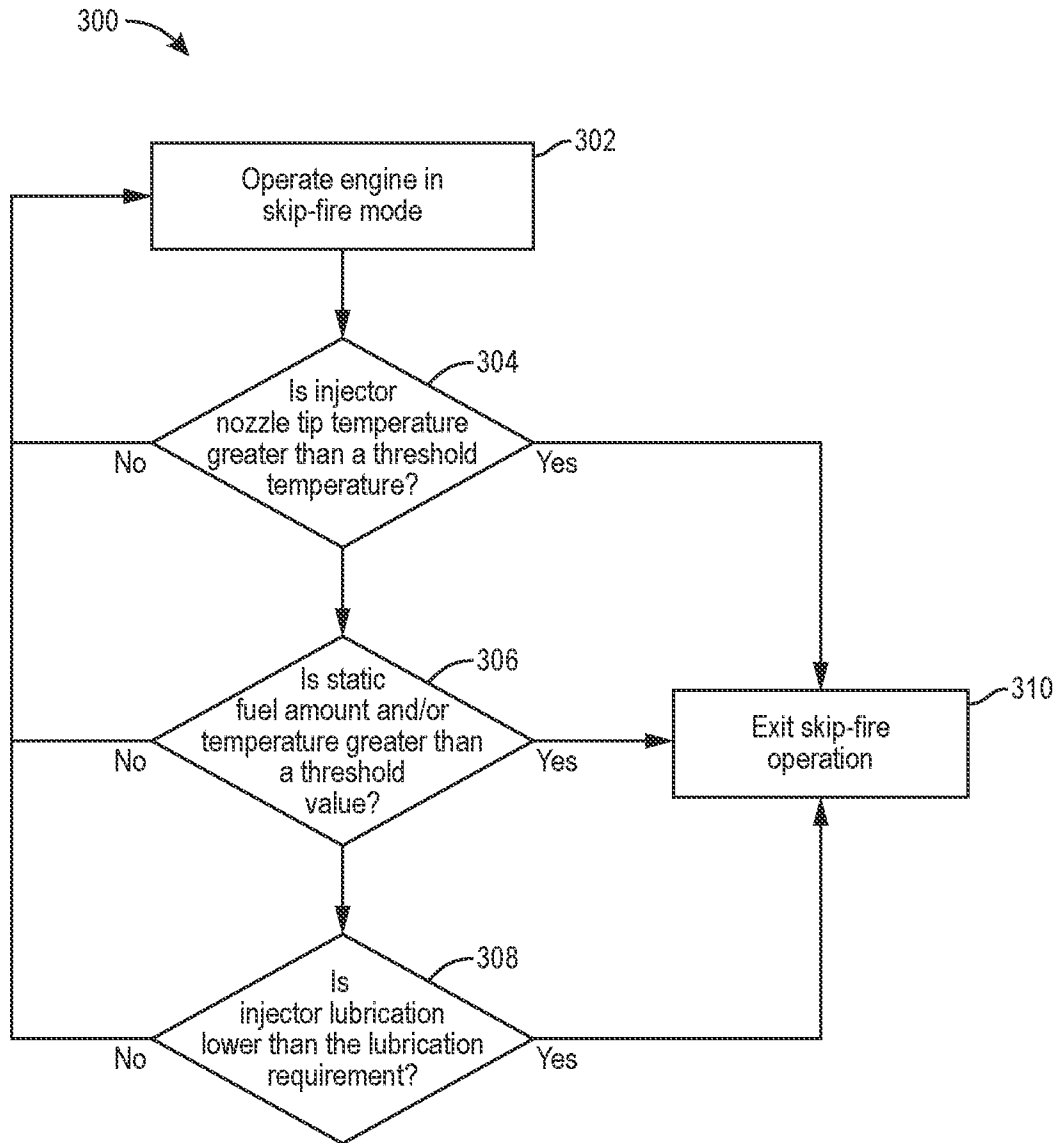 300
302
Operate engine in
skip-fire mode
304
Is injector
nozzle tip temperature
greater than a threshold
temperature?
No
Yes
306
Is static
fuel amount and/or
temperature greater than
a threshold
value?
No
Yes
310
Exit skip-fire
operation
308
Is
injector lubrication
lower than the lubrication
requirement?
No
Yes